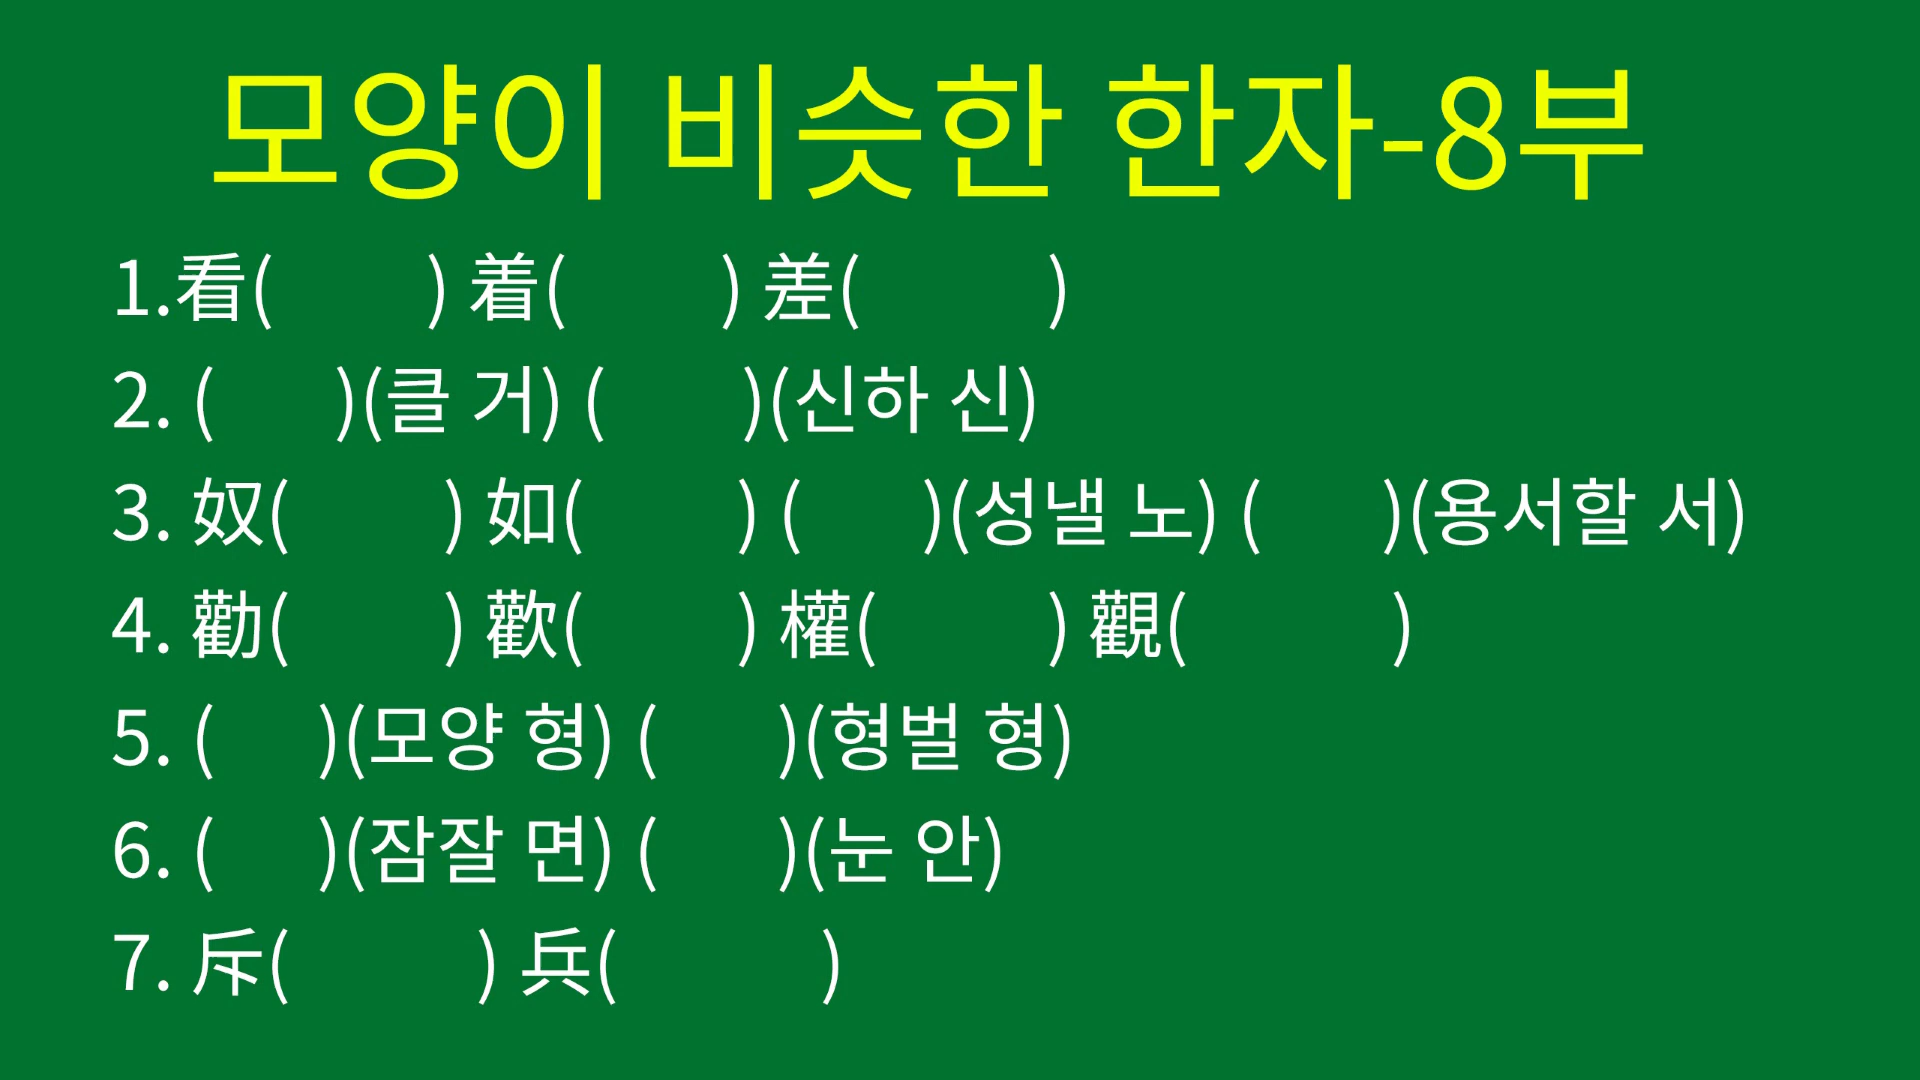 모양이 비슷한 한자-8부
1.看( ) 着( ) 差( )
2. ( )(클 거) ( )(신하 신)
3. 奴( ) 如( ) ( )(성낼 노) ( )(용서할 서)
4. 勸( ) 歡( ) 權( ) 觀( )
5. ( )(모양 형) ( )(형벌 형)
6. ( )(잠잘 면) ( )(눈 안)
7. 斥( ) 兵( )